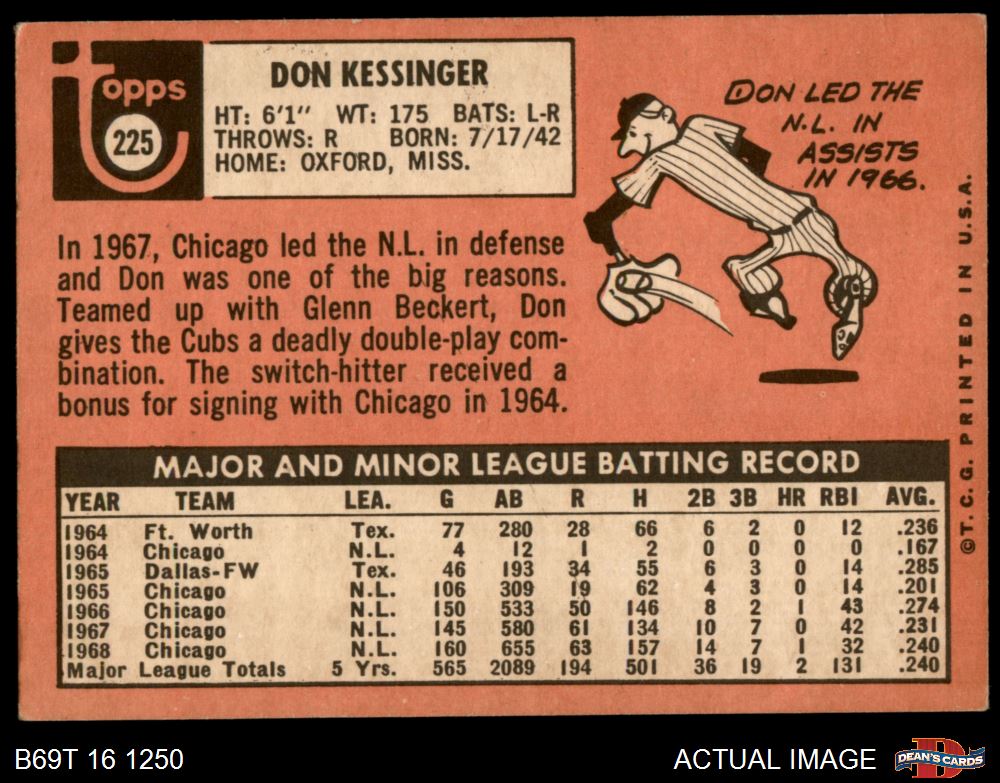 Topps
225
DON KESSINGER
HT: 6'1" WT: 175 BATS: L-R
THROWS: R BORN: 7/17/42
HOME: OXFORD, MISS.
DON LED THE
N.L. IN
ASSISTS
IN 1966.
In 1967, Chicago led the N.L. in defense
and Don was one of the big reasons.
Teamed up with Glenn Beckert, Don
gives the Cubs a deadly double-play com-
bination. The switch-hitter received a
bonus for signing with Chicago in 1964.
MAJOR AND MINOR LEAGUE BATTING RECORD
YEAR TEAM LEA. G AB R H 2B 3B HR RBI AVG.
1964 Ft. Worth Tex. 77 280 28 66 6 2 0 12 .236
1964 Chicago N.L. 4 12 1 2 0 0 0 0 .167
1965 Dallas-FW Tex. 46 193 34 55 6 3 0 14 .285
1965 Chicago N.L. 106 309 19 62 4 3 0 14 .201
1966 Chicago N.L. 150 533 50 146 8 2 1 43 .274
1967 Chicago N.L. 145 580 61 134 10 7 0 42 .231
1968 Chicago N.L. 160 655 63 157 14 7 1 32 .240
Major League Totals 5 Yrs. 565 2089 194 501 36 19 2 131 .240
©T.C.G. PRINTED IN U.S.A.
B69T 16 1250
ACTUAL IMAGE
D
DEAN'S CARDS